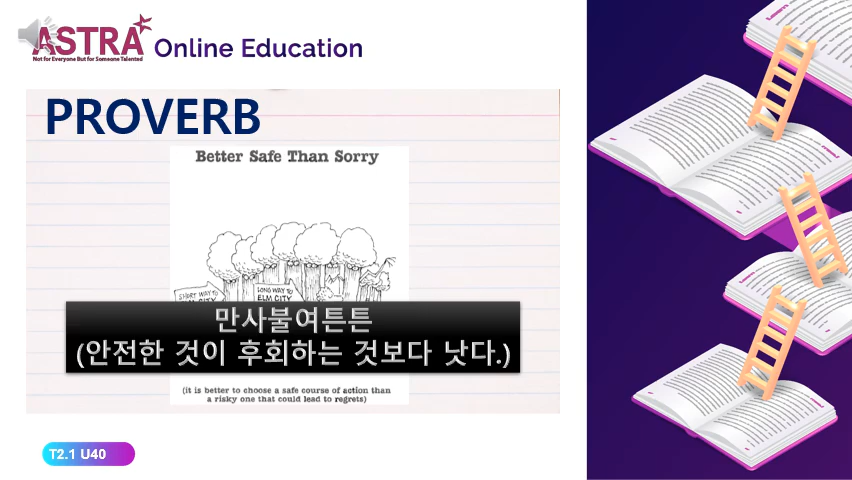 ASTRA
Not for Everyone But for Someone Talented
Online Education
PROVERB
Better Safe Than Sorry
SHORT WAY TO
LONG WAY TO
ELM CITY
만사불여튼튼
(안전한 것이 후회하는 것보다 낫다.)
(it is better to choose a safe course of action than
a risky one that could lead to regrets)
T2.1 U40